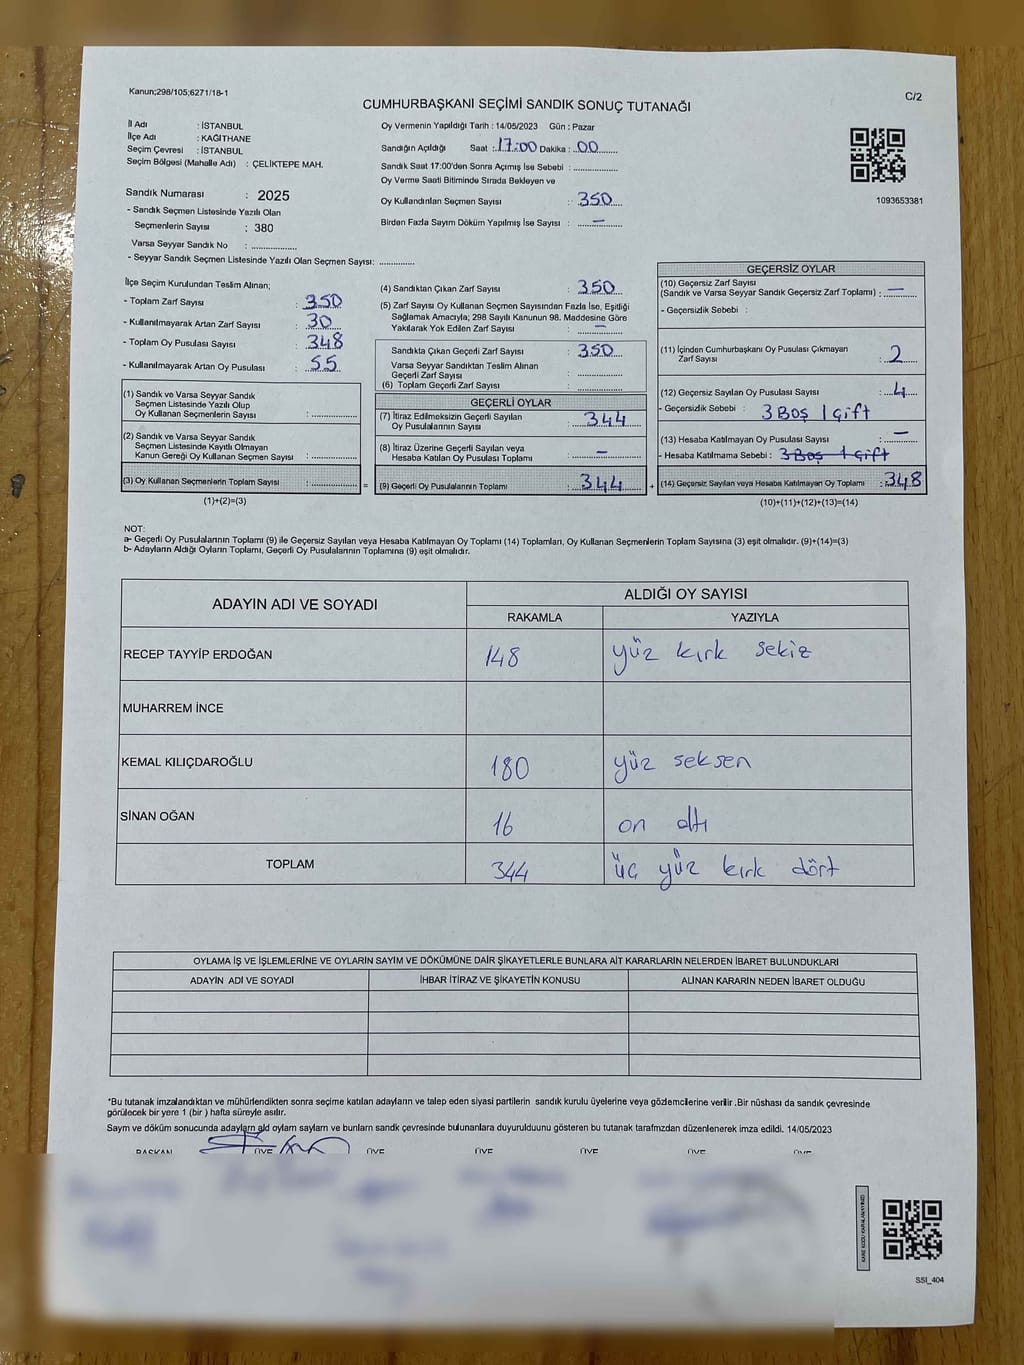 Kanun;298/105;6271/18-1
C/2
CUMHURBAŞKANI SEÇİMİ SANDIK SONUÇ TUTANAĞI
İl Adı : İSTANBUL
İlçe Adı : KAĞITHANE
Seçim Çevresi : İSTANBUL
Seçim Bölgesi (Mahalle Adı) : ÇELİKTEPE MAH.
Sandık Numarası : 2025
- Sandık Seçmen Listesinde Yazılı Olan
Seçmenlerin Sayısı : 380
Varsa Seyyar Sandık No : ..................
- Seyyar Sandık Seçmen Listesinde Yazılı Olan Seçmen Sayısı: ..............
Oy Vermenin Yapıldığı Tarih : 14/05/2023 Gün : Pazar
Sandığın Açıldığı Saat : 17:00 Dakika : 00
Sandık Saat 17:00'den Sonra Açımış İse Sebebi : ..................
Oy Verme Saati Bitiminde Sırada Bekleyen ve
Oy Kullandırılan Seçmen Sayısı : 350
Birden Fazla Sayım Döküm Yapılmış İse Sayısı : —
1093653381
İlçe Seçim Kurulundan Teslim Alınan;
- Toplam Zarf Sayısı : 350
- Kullanılmayarak Artan Zarf Sayısı : 30
- Toplam Oy Pusulası Sayısı : 348
- Kullanılmayarak Artan Oy Pusulası : 55
(1) Sandık ve Varsa Seyyar Sandık
Seçmen Listesinde Yazılı Olup
Oy Kullanan Seçmenlerin Sayısı : ..............
(2) Sandık ve Varsa Seyyar Sandık
Seçmen Listesinde Kayıtlı Olmayan
Kanun Gereği Oy Kullanan Seçmen Sayısı : ..............
(3) Oy Kullanan Seçmenlerin Toplam Sayısı : ..............
(1)+(2)=(3)
=
(4) Sandıktan Çıkan Zarf Sayısı : 350
(5) Zarf Sayısı Oy Kullanan Seçmen Sayısından Fazla İse, Eşitliği
Sağlamak Amacıyla; 298 Sayılı Kanunun 98. Maddesine Göre
Yakılarak Yok Edilen Zarf Sayısı : —
Sandıkta Çıkan Geçerli Zarf Sayısı : 350
Varsa Seyyar Sandıktan Teslim Alınan
Geçerli Zarf Sayısı : ..............
(6) Toplam Geçerli Zarf Sayısı : ..............
GEÇERLİ OYLAR
(7) İtiraz Edilmeksizin Geçerli Sayılan
Oy Pusulalarının Sayısı : 344
(8) İtiraz Üzerine Geçerli Sayılan veya
Hesaba Katılan Oy Pusulası Toplamı : —
(9) Geçerli Oy Pusulalarının Toplamı : 344
+
GEÇERSİZ OYLAR
(10) Geçersiz Zarf Sayısı
(Sandık ve Varsa Seyyar Sandık Geçersiz Zarf Toplamı) : —
- Geçersizlik Sebebi :
(11) İçinden Cumhurbaşkanı Oy Pusulası Çıkmayan
Zarf Sayısı : 2
(12) Geçersiz Sayılan Oy Pusulası Sayısı : 4
- Geçersizlik Sebebi : 3 Boş 1 Çift
(13) Hesaba Katılmayan Oy Pusulası Sayısı : —
- Hesaba Katılmama Sebebi : 3 Boş 1 Çift
(14) Geçersiz Sayılan veya Hesaba Katılmayan Oy Toplamı : 348
(10)+(11)+(12)+(13)=(14)
NOT:
a- Geçerli Oy Pusulalarının Toplamı (9) ile Geçersiz Sayılan veya Hesaba Katılmayan Oy Toplamı (14) Toplamları, Oy Kullanan Seçmenlerin Toplam Sayısına (3) eşit olmalıdır. (9)+(14)=(3)
b- Adayların Aldığı Oyların Toplamı, Geçerli Oy Pusulalarının Toplamına (9) eşit olmalıdır.
ADAYIN ADI VE SOYADI ALDIĞI OY SAYISI
RAKAMLA YAZIYLA
RECEP TAYYİP ERDOĞAN 148 yüz kırk sekiz
MUHARREM İNCE
KEMAL KILIÇDAROĞLU 180 yüz seksen
SİNAN OĞAN 16 on altı
TOPLAM 344 üç yüz kırk dört
OYLAMA İŞ VE İŞLEMLERİNE VE OYLARIN SAYIM VE DÖKÜMÜNE DAİR ŞİKAYETLERLE BUNLARA AİT KARARLARIN NELERDEN İBARET BULUNDUKLARI
ADAYIN ADI VE SOYADI İHBAR İTİRAZ VE ŞİKAYETİN KONUSU ALINAN KARARIN NEDEN İBARET OLDUĞU
*Bu tutanak imzalandıktan ve mühürlendikten sonra seçime katılan adayların ve talep eden siyasi partilerin sandık kurulu üyelerine veya gözlemcilerine verilir .Bir nüshası da sandık çevresinde
görülecek bir yere 1 (bir ) hafta süreyle asılır.
Sayım ve döküm sonucunda adayların ald oylam saylam ve bunlarn sandk çevresinde bulunanlara duyurulduunu gösteren bu tutanak tarafmzdan düzenlenerek imza edildi. 14/05/2023
BAŞKAN ÜYE ÜYE ÜYE ÜYE ÜYE ÜYE
KARE KODU KARALAMAYINIZ!
SSI_404